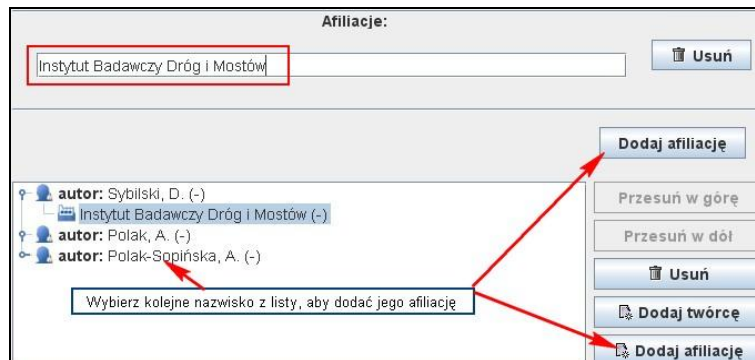 Afiliacje:
Instytut Badawczy Dróg i Mostów
Usuń
Dodaj afiliację
autor: Sybilski, D. (-)
Instytut Badawczy Dróg i Mostów (-)
autor: Polak, A. (-)
autor: Polak-Sopińska, A. (-)
Wybierz kolejne nazwisko z listy, aby dodać jego afiliację
Przesuń w górę
Przesuń w dół
Usuń
Dodaj twórcę
Dodaj afiliację